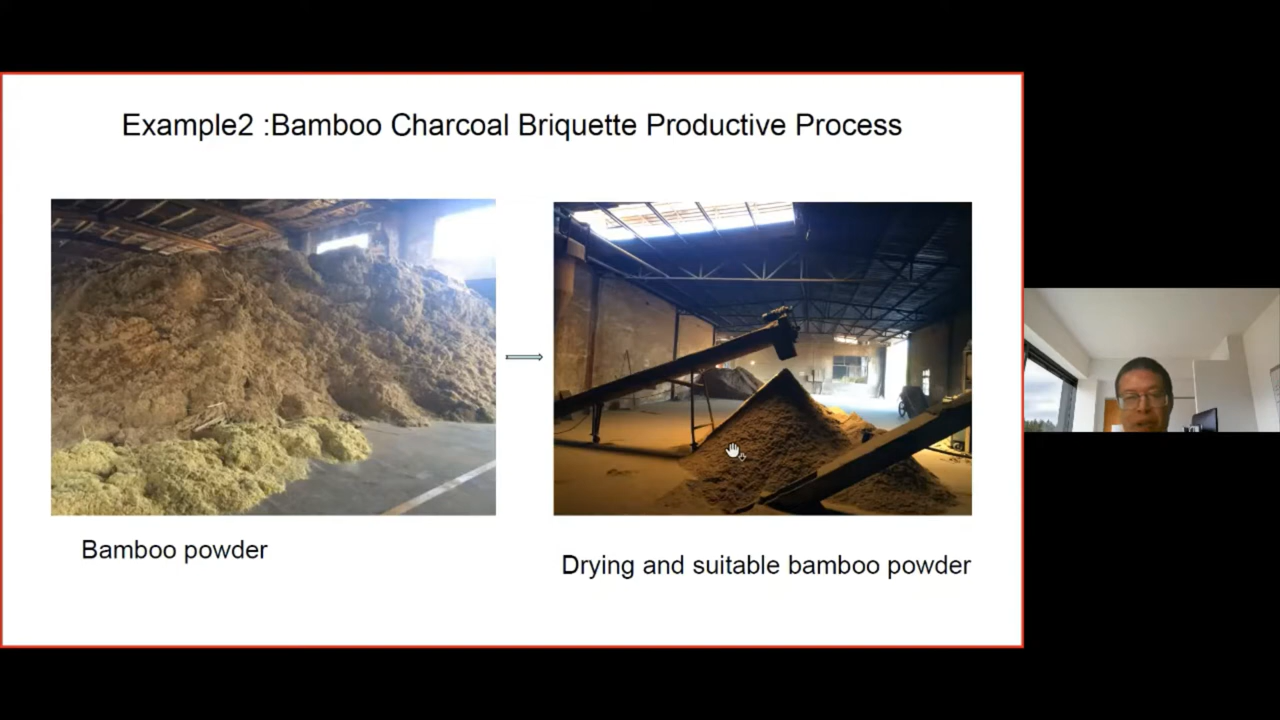 Example2 :Bamboo Charcoal Briquette Productive Process
Bamboo powder
Drying and suitable bamboo powder